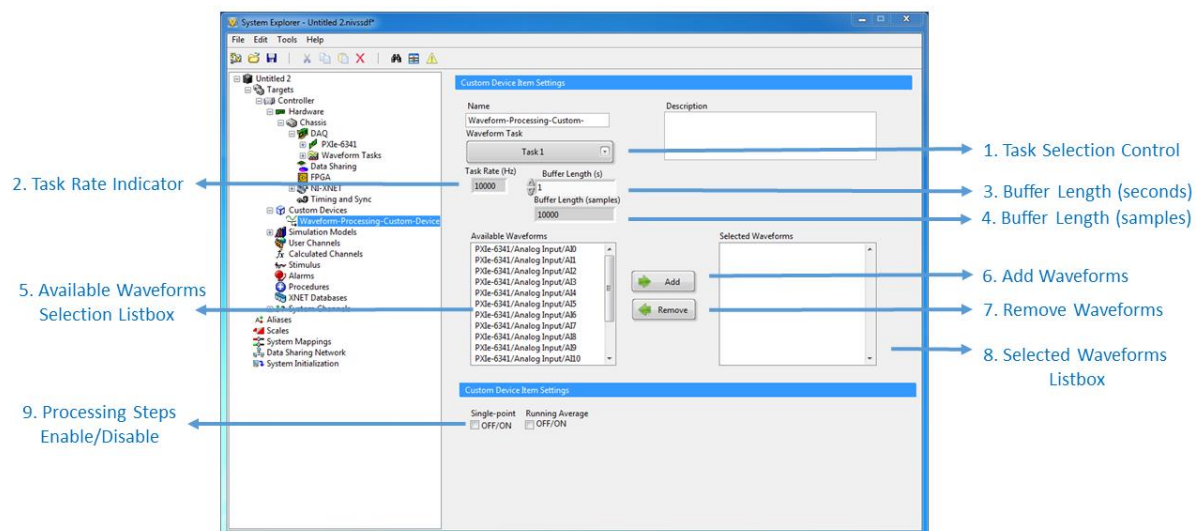 System Explorer - Untitled 2.nivssdf*
File Edit Tools Help
Untitled 2
Targets
Controller
Hardware
Chassis
DAQ
PXIe-6341
Waveform Tasks
Data Sharing
FPGA
NI-XNET
Timing and Sync
Custom Devices
Waveform-Processing-Custom-Device
Simulation Models
User Channels
Calculated Channels
Stimulus
Alarms
Procedures
XNET Databases
System Channels
Aliases
Scales
System Mappings
Data Sharing Network
System Initialization
Custom Device Item Settings
Name
Description
Waveform-Processing-Custom-
Waveform Task
Task 1
Task Rate (Hz)
Buffer Length (s)
10000
1
Buffer Length (samples)
10000
Available Waveforms
Selected Waveforms
PXIe-6341/Analog Input/AI0
PXIe-6341/Analog Input/AI1
PXIe-6341/Analog Input/AI2
PXIe-6341/Analog Input/AI3
PXIe-6341/Analog Input/AI4
PXIe-6341/Analog Input/AI5
PXIe-6341/Analog Input/AI6
PXIe-6341/Analog Input/AI7
PXIe-6341/Analog Input/AI8
PXIe-6341/Analog Input/AI9
PXIe-6341/Analog Input/AI10
Add
Remove
Custom Device Item Settings
Single-point Running Average
OFF/ON OFF/ON
1. Task Selection Control
2. Task Rate Indicator
3. Buffer Length (seconds)
4. Buffer Length (samples)
5. Available Waveforms
Selection Listbox
6. Add Waveforms
7. Remove Waveforms
8. Selected Waveforms
Listbox
9. Processing Steps
Enable/Disable